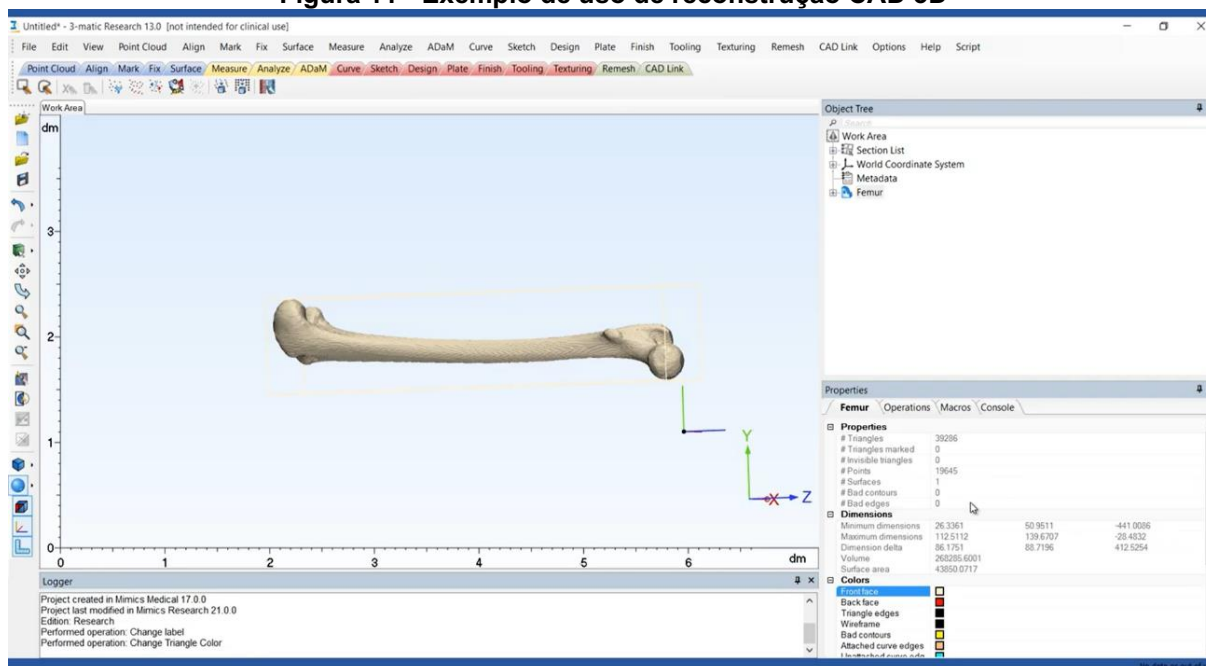 Untitled* - 3-matic Research 13.0 [not intended for clinical use]
File Edit View Point Cloud Align Mark Fix Surface Measure Analyze ADaM Curve Sketch Design Plate Finish Tooling Texturing Remesh CAD Link Options Help Script
Point Cloud Align Mark Fix Surface Measure Analyze ADaM Curve Sketch Design Plate Finish Tooling Texturing Remesh CAD Link
Work Area
dm
3
2
1
0
0 1 2 3 4 5 6 dm
Y
X Z
Logger
Project created in Mimics Medical 17.0.0
Project last modified in Mimics Research 21.0.0
Edition: Research
Performed operation: Change label
Performed operation: Change Triangle Color
Object Tree
Search
Work Area
Section List
World Coordinate System
Metadata
Femur
Properties
Femur Operations Macros Console
Properties
# Triangles 39286
# Triangles marked 0
# Invisible triangles 0
# Points 19645
# Surfaces 1
# Bad contours 0
# Bad edges 0
Dimensions
Minimum dimensions 26.3361 50.9511 -441.0086
Maximum dimensions 112.5112 139.6707 -28.4832
Dimension delta 86.1751 88.7196 412.5254
Volume 268285.6001
Surface area 43850.0717
Colors
Front face
Back face
Triangle edges
Wireframe
Bad contours
Attached curve edges